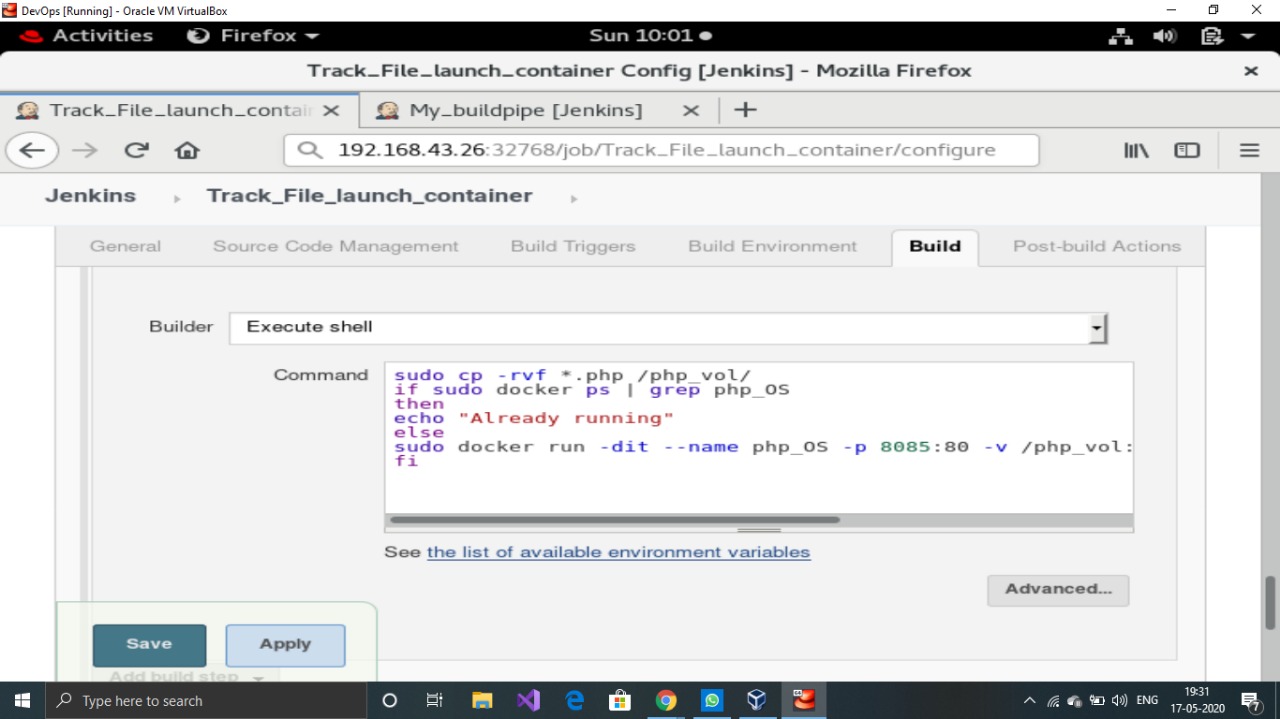 DevOps [Running] - Oracle VM VirtualBox
Activities Firefox Sun 10:01
Track_File_launch_container Config [Jenkins] - Mozilla Firefox
Track_File_launch_contain My_buildpipe [Jenkins]
192.168.43.26:32768/job/Track_File_launch_container/configure
Jenkins Track_File_launch_container
General Source Code Management Build Triggers Build Environment Build Post-build Actions
Builder Execute shell
Command
sudo cp -rvf *.php /php_vol/
if sudo docker ps | grep php_OS
then
echo "Already running"
else
sudo docker run -dit --name php_OS -p 8085:80 -v /php_vol:
fi
See the list of available environment variables
Advanced...
Save Apply
Add build step
Type here to search ENG 19:31
17-05-2020 7